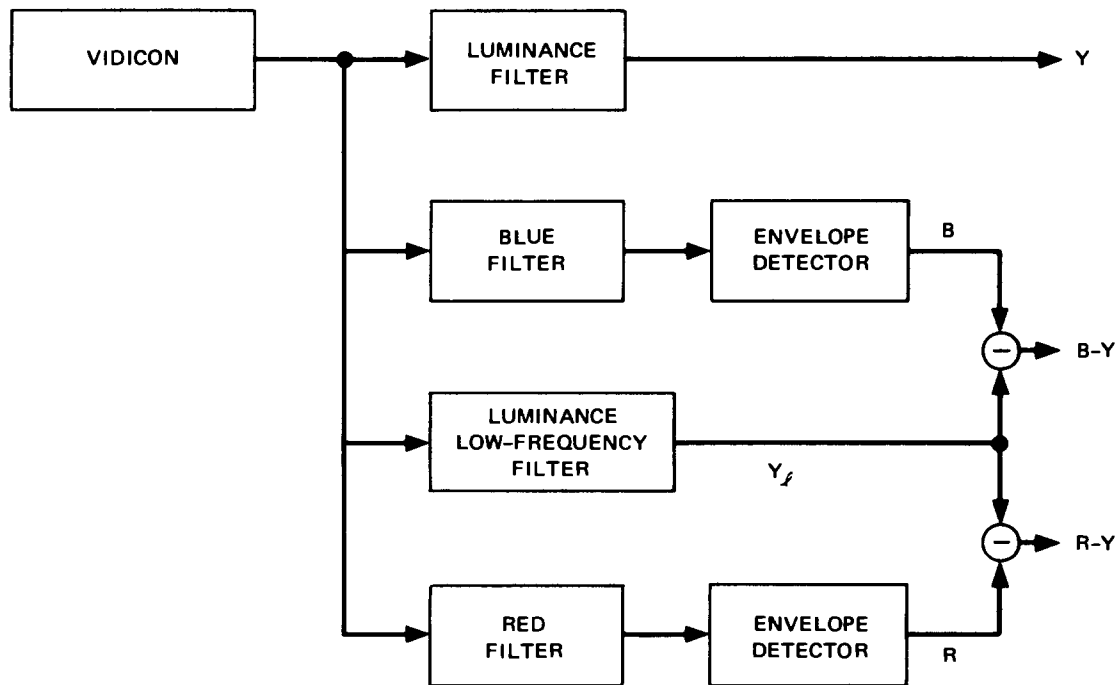 VIDICON
LUMINANCE
FILTER
Y
BLUE
FILTER
ENVELOPE
DETECTOR
B
−
B-Y
LUMINANCE
LOW-FREQUENCY
FILTER
Yℓ
−
R-Y
RED
FILTER
ENVELOPE
DETECTOR
R